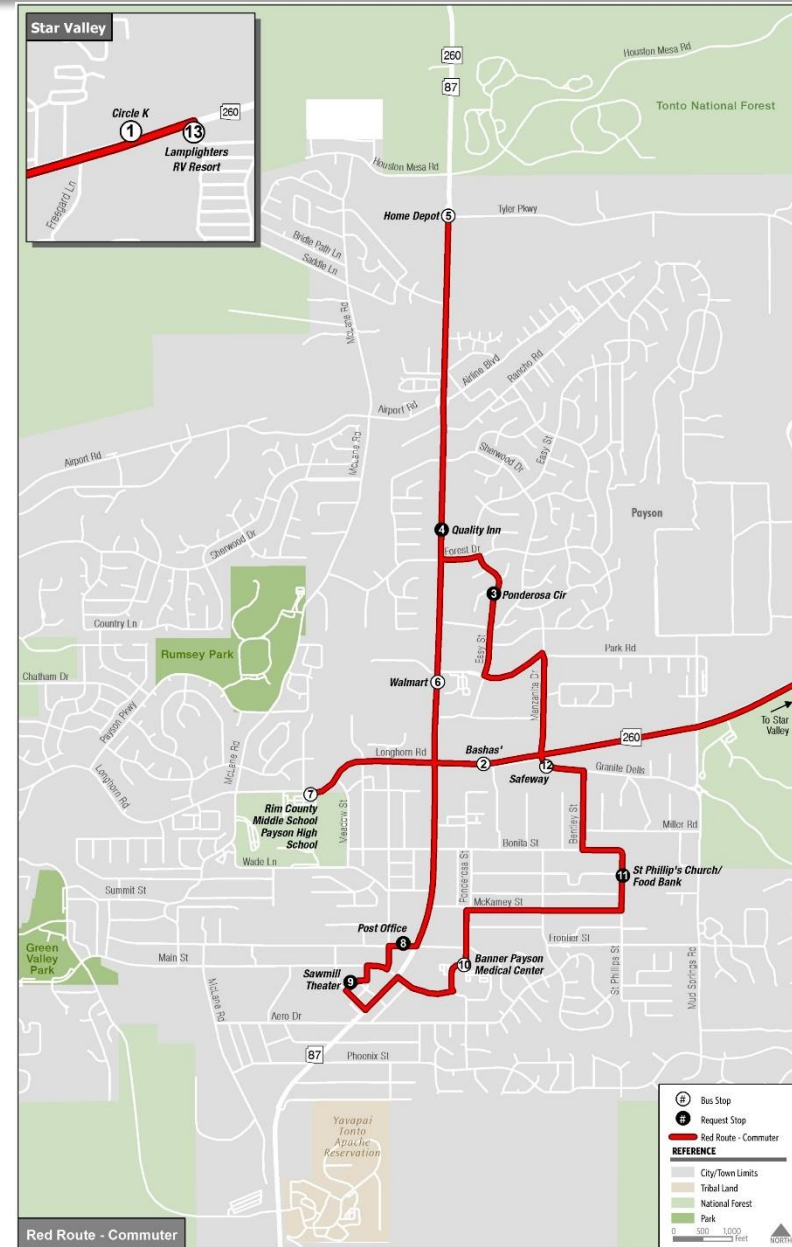 Star Valley
Circle K
1
260
13
Lamplighters
RV Resort
Freegard Ln
260
87
Houston Mesa Rd
Tonto National Forest
Houston Mesa Rd
Home Depot
5
Tyler Pkwy
Bridle Path Ln
Saddle Ln
McLane Rd
Airline Blvd
Rancho Rd
Airport Rd
Airport Rd
McLane Rd
Sherwood Dr
Easy St
Payson
4
Quality Inn
Sherwood Dr
Forest Dr
3
Ponderosa Cir
Country Ln
Rumsey Park
Easy St
Park Rd
Chatham Dr
Walmart
6
Manzanita Dr
Payson Pkwy
To Star
Valley
260
Longhorn Rd
Bashas'
2
12
Safeway
Granite Dells
McLane Rd
Longhorn Rd
7
Rim County
Middle School
Payson High
School
Meadow St
Bentley St
Miller Rd
Bonita St
Wade Ln
Ponderosa St
11
St Phillip's Church/
Food Bank
Summit St
McKamey St
Post Office
8
Frontier St
Green
Valley
Park
Main St
Sawmill
Theater
9
10
Banner Payson
Medical Center
St Phillips St
Mud Springs Rd
McLane Rd
Aero Dr
87
Phoenix St
Yavapai
Tonto
Apache
Reservation
# Bus Stop
# Request Stop
Red Route - Commuter
REFERENCE
City/Town Limits
Tribal Land
National Forest
Park
0 500 1,000
Feet
NORTH
Red Route - Commuter